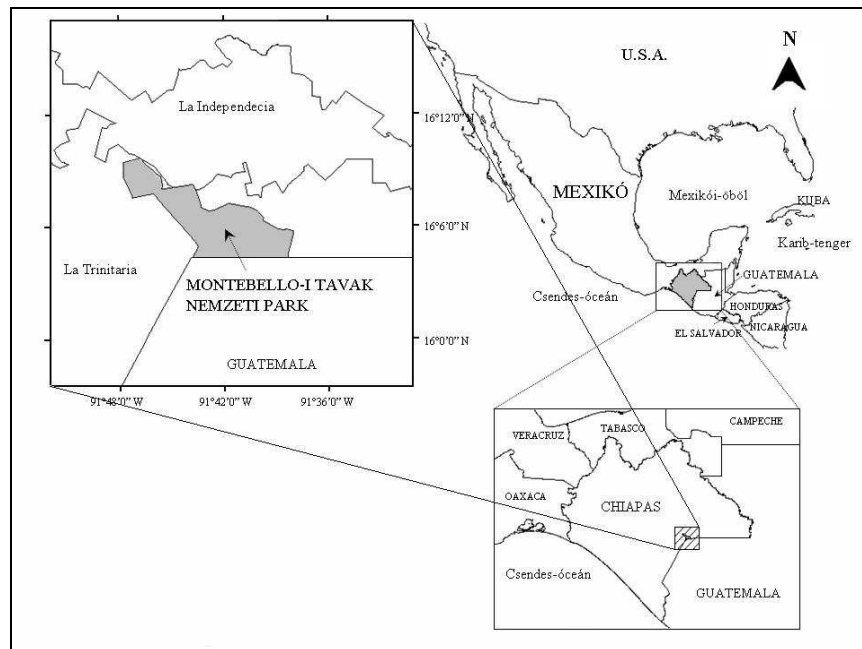 U.S.A.
N
La Independecia
16°12'0" N
MEXIKÓ
Mexikói-öböl
KUBA
16°6'0" N
Karib-tenger
La Trinitaria
MONTEBELLO-I TAVAK
NEMZETI PARK
GUATEMALA
Csendes-óceán
HONDURAS
NICARAGUA
EL SALVADOR
16°0'0" N
GUATEMALA
91°48'0" W
91°42'0" W
91°36'0" W
CAMPECHE
TABASCO
VERACRUZ
OAXACA
CHIAPAS
Csendes-óceán
GUATEMALA